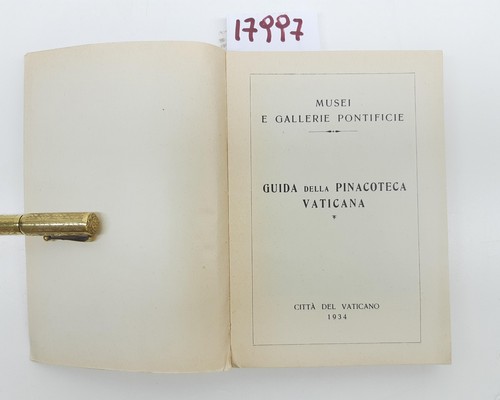 17997
MUSEI
E GALLERIE PONTIFICIE
GUIDA DELLA PINACOTECA
VATICANA
CITTÀ DEL VATICANO
1934